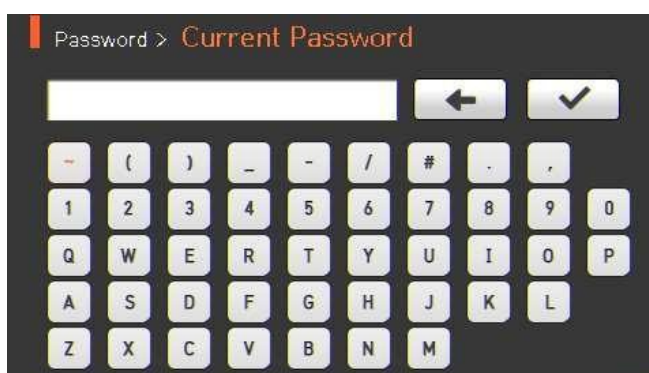 Password > Current Password
~ ( ) _ - / # . ,
1 2 3 4 5 6 7 8 9 0
Q W E R T Y U I O P
A S D F G H J K L
Z X C V B N M